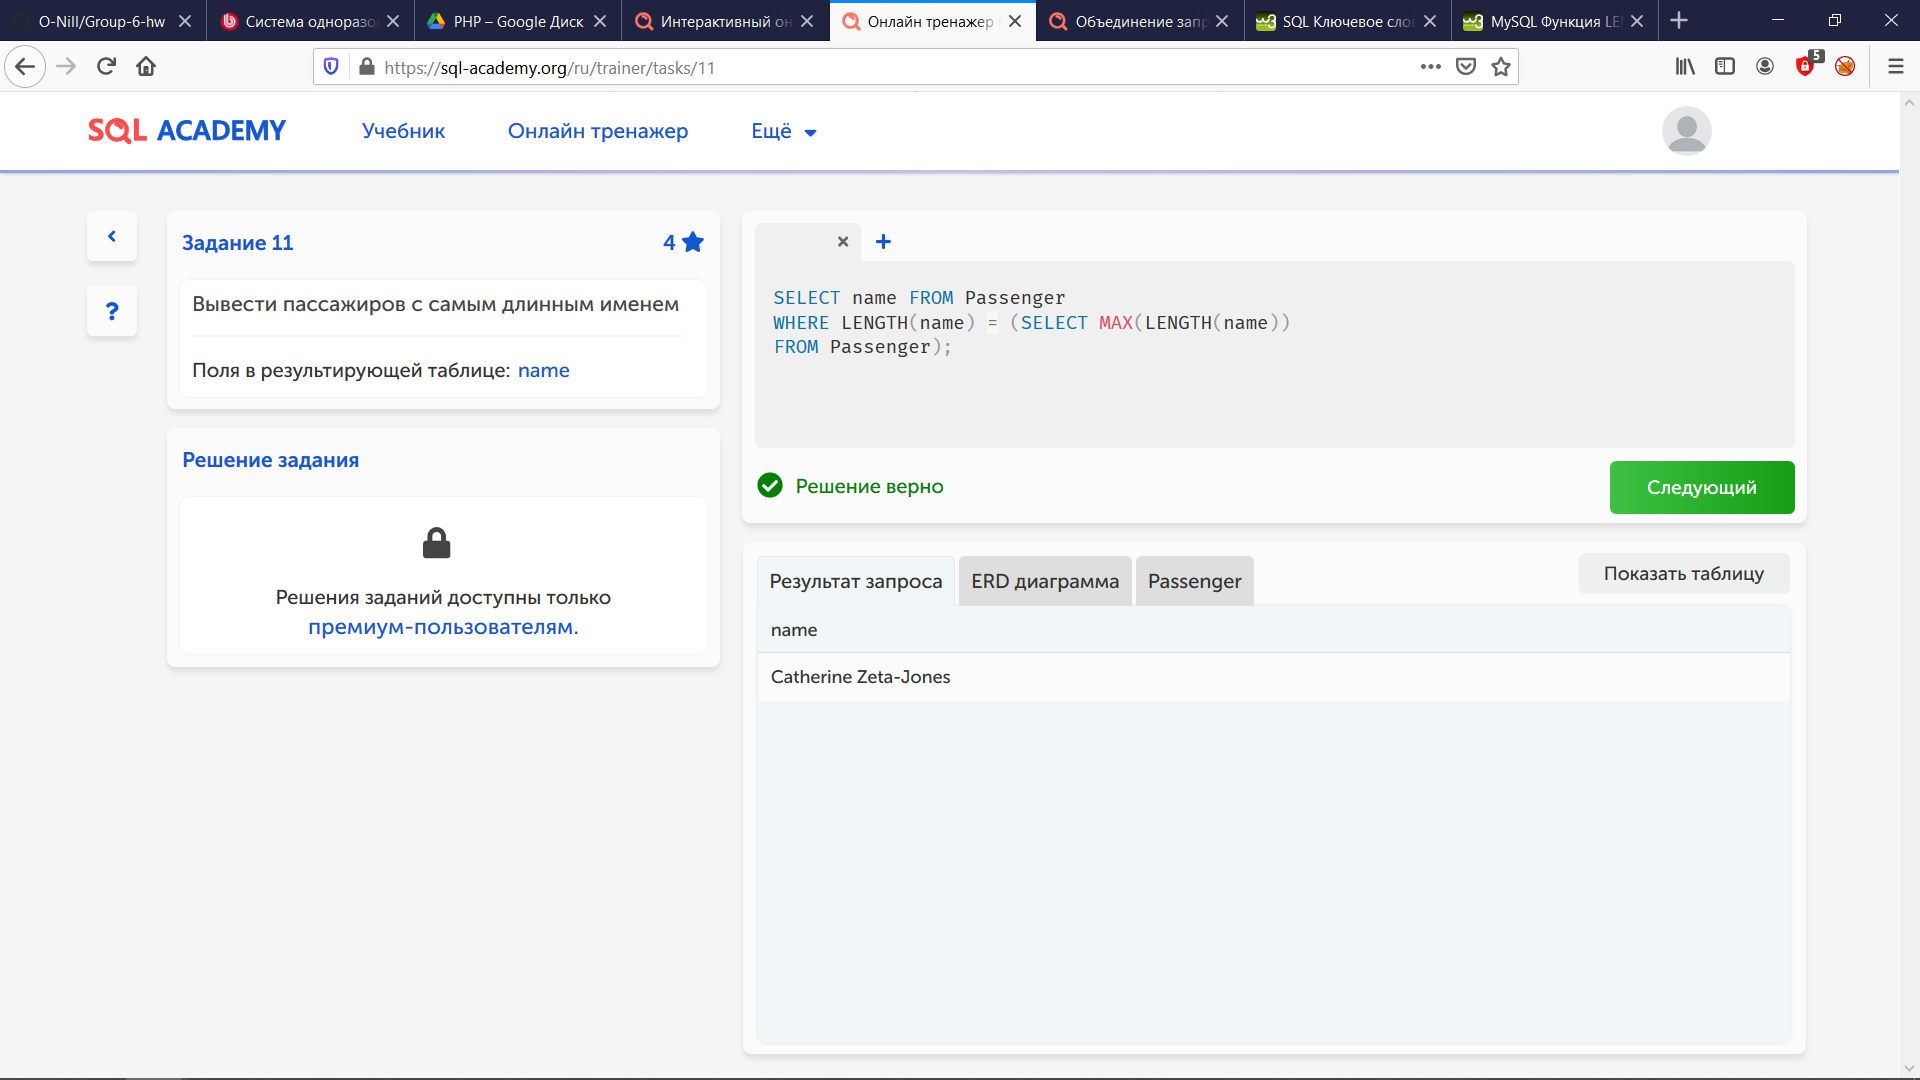 O-Nill/Group-6-hw
Система одноразо
PHP – Google Диск
Интерактивный он
Онлайн тренажер
Объединение запр
SQL Ключевое сло
MySQL Функция LE
https://sql-academy.org/ru/trainer/tasks/11
5
SQL ACADEMY
Учебник
Онлайн тренажер
Ещё
Задание 11
4
Вывести пассажиров с самым длинным именем
Поля в результирующей таблице: name
?
Решение задания
Решения заданий доступны только
премиум-пользователям.
SELECT name FROM Passenger
WHERE LENGTH(name) = (SELECT MAX(LENGTH(name))
FROM Passenger);
Решение верно
Следующий
Результат запроса
ERD диаграмма
Passenger
Показать таблицу
name
Catherine Zeta-Jones